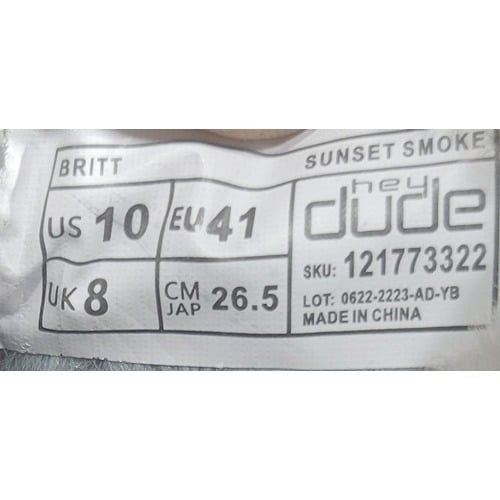 BRITT SUNSET SMOKE
US 10 EU 41
UK 8 CM JAP 26.5
hey dude
SKU: 121773322
LOT: 0622-2223-AD-YB
MADE IN CHINA